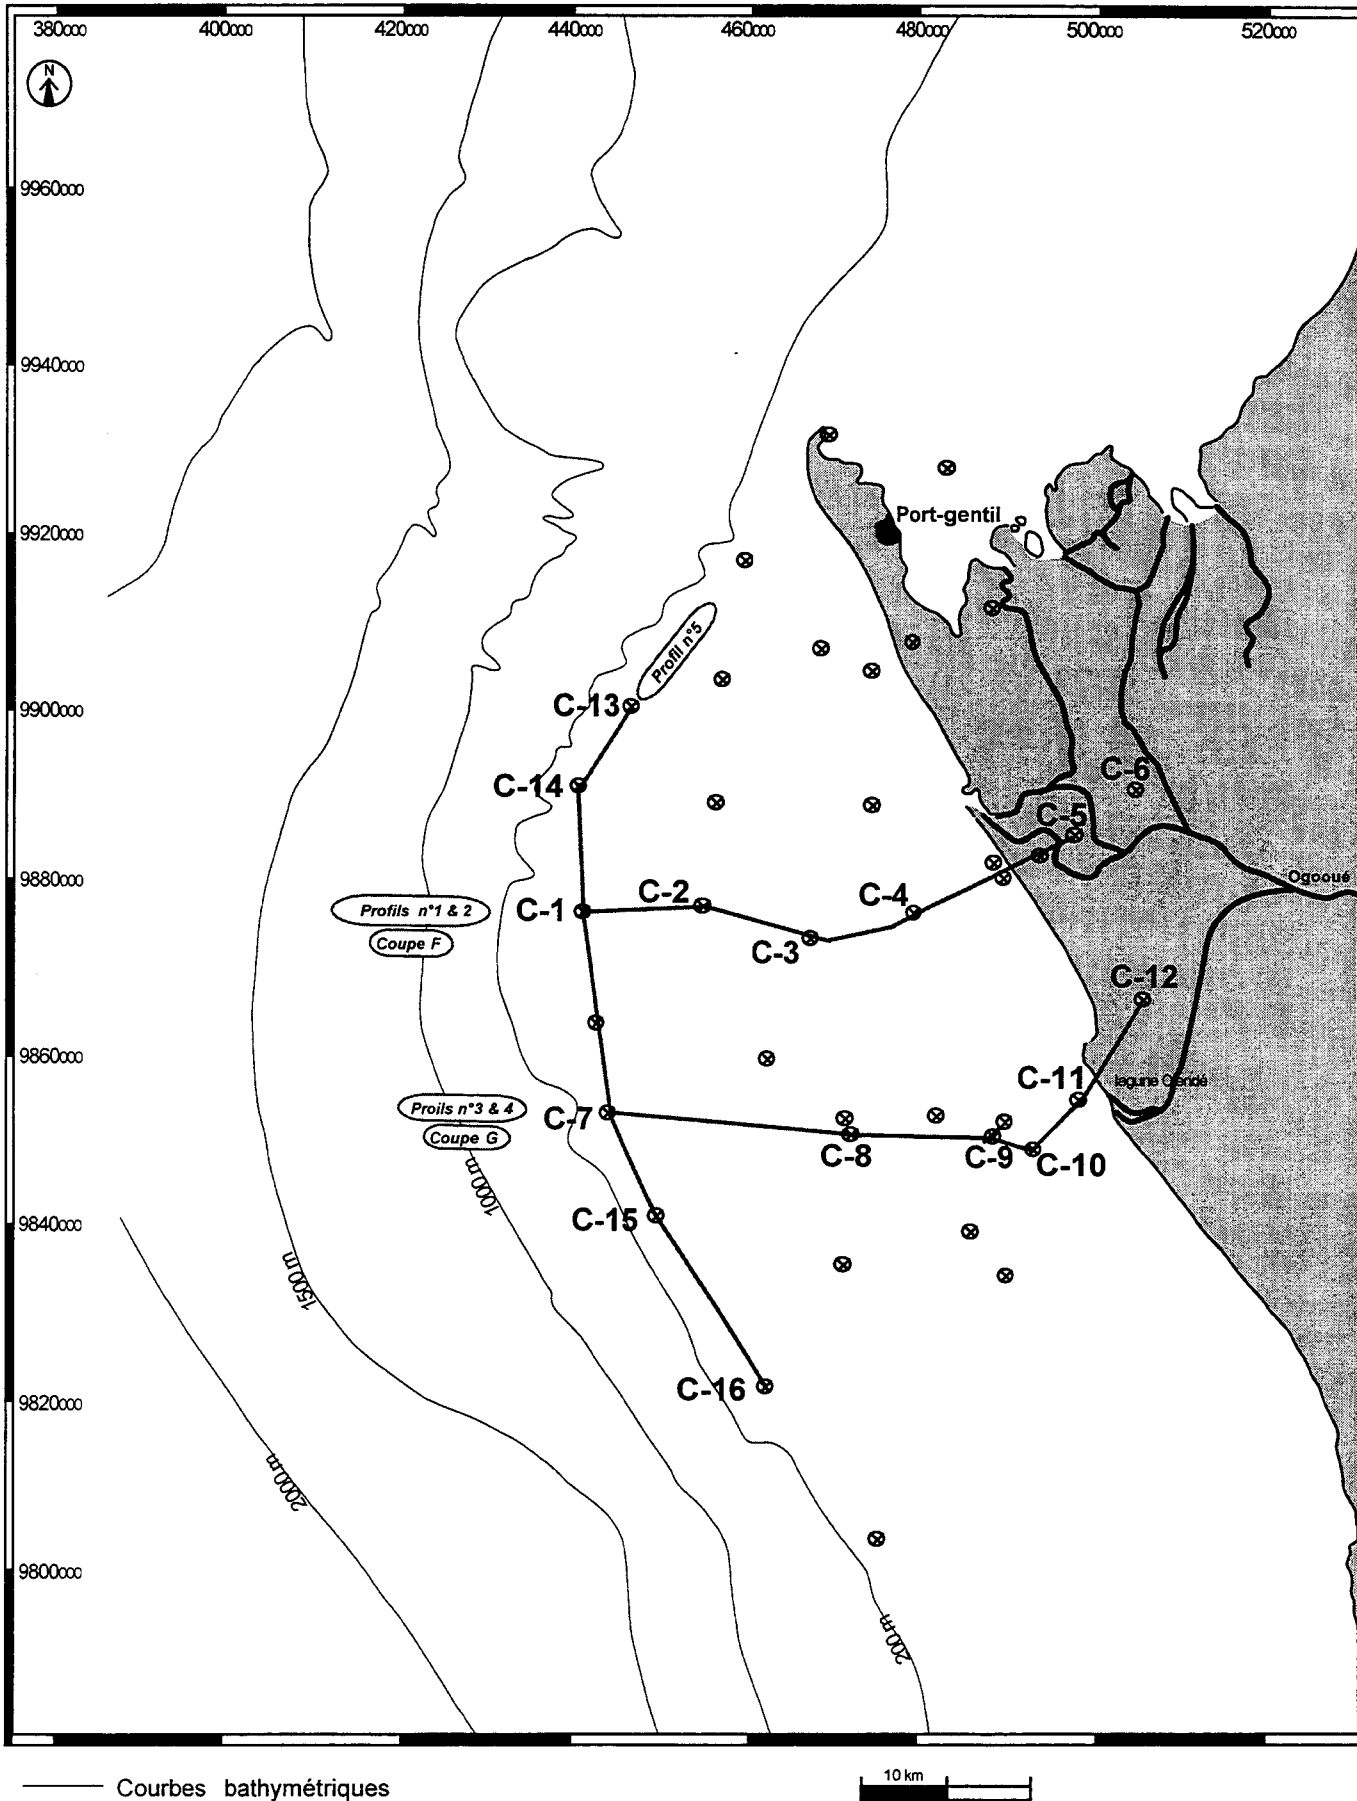 380000 400000 420000 440000 460000 480000 500000 520000
N
9960000
9940000
9920000
9900000
9880000
9860000
9840000
9820000
9800000
Port-gentil
Profil n°5
C-13
C-14
C-6
C-5
Ogooué
C-2
C-4
Profils n°1 & 2
C-1
Coupe F
C-3
C-12
C-11
lagune Olendé
Proils n°3 & 4
C-7
Coupe G
C-8
C-9
C-10
1000 m
C-15
1500 m
C-16
2000 m
200 m
Courbes bathymétriques
10 km